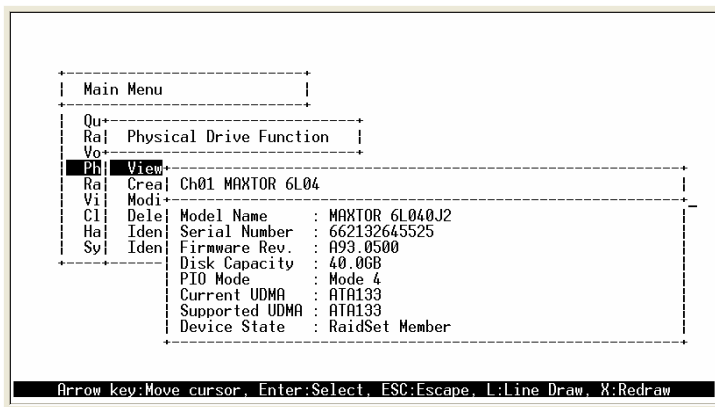 Main Menu
Qu
Ra Physical Drive Function
Vo
Ph View
Ra Crea Ch01 MAXTOR 6L04
Vi Modi
Cl Dele Model Name : MAXTOR 6L040J2
Ha Iden Serial Number : 662132645525
Sy Iden Firmware Rev. : A93.0500
Disk Capacity : 40.0GB
PIO Mode : Mode 4
Current UDMA : ATA133
Supported UDMA : ATA133
Device State : RaidSet Member
Arrow key:Move cursor, Enter:Select, ESC:Escape, L:Line Draw, X:Redraw